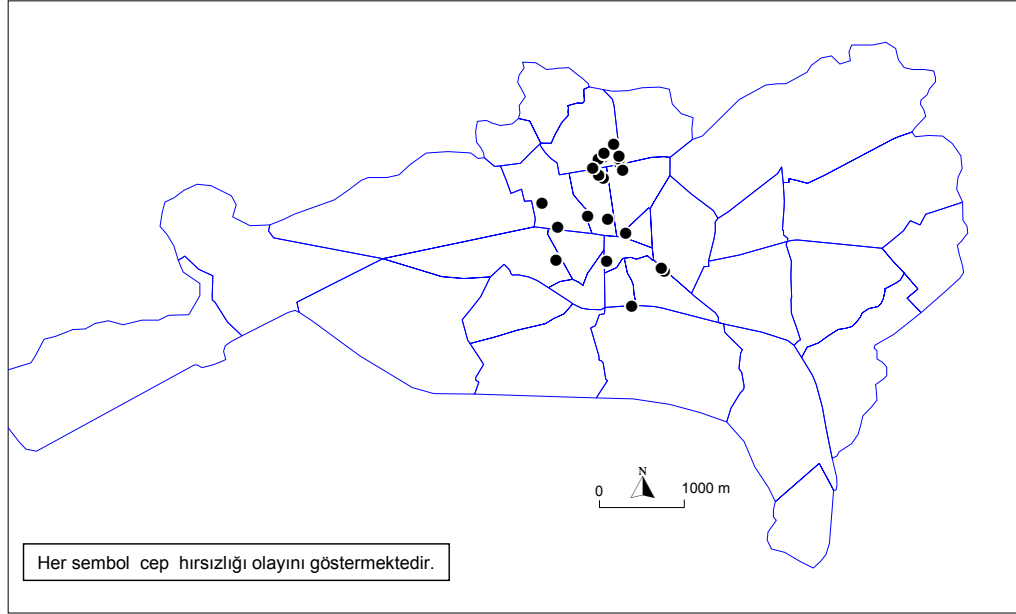 N
0 1000 m
Her sembol cep hırsızlığı olayını göstermektedir.